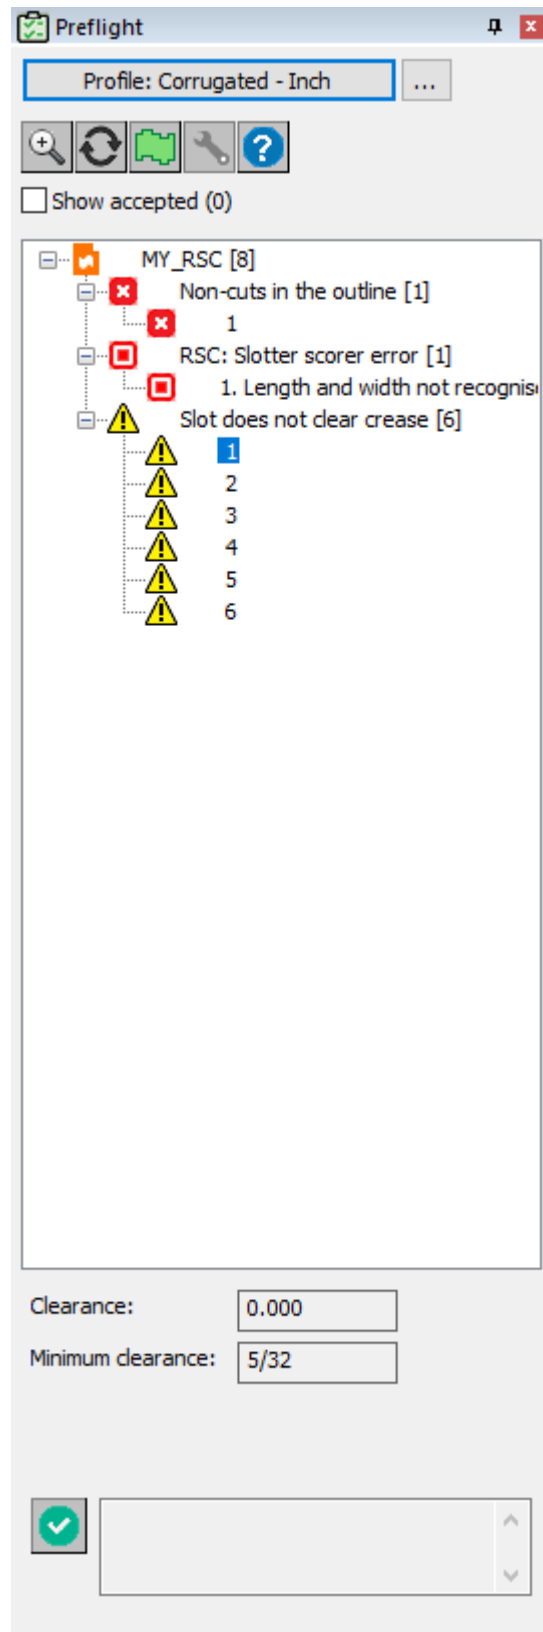 Preflight
Profile: Corrugated - Inch
...
Show accepted (0)
MY_RSC [8]
Non-cuts in the outline [1]
1
RSC: Slotter scorer error [1]
1. Length and width not recognis
Slot does not clear crease [6]
1
2
3
4
5
6
Clearance: 0.000
Minimum clearance: 5/32